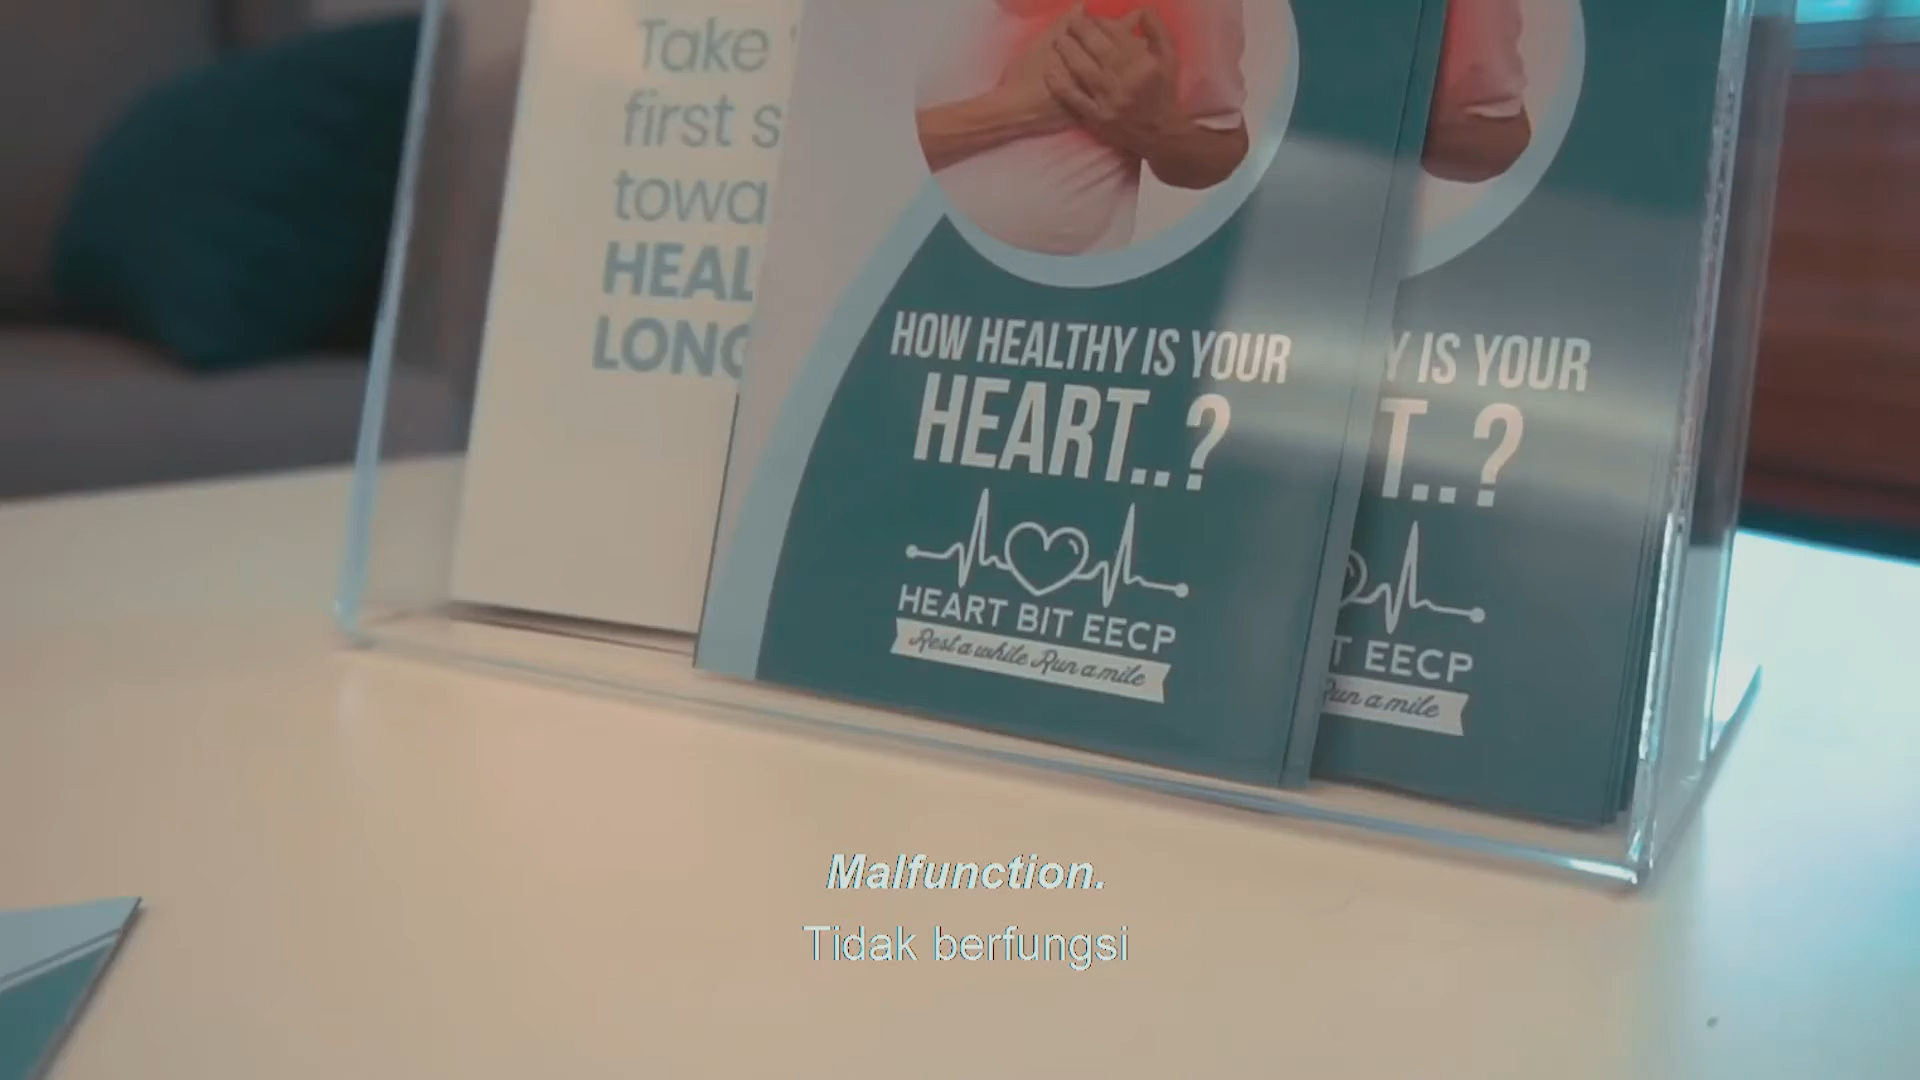 Take
first s
towa
HEAL
LONG
HOW HEALTHY IS YOUR
HEART..?
HEART BIT EECP
Rest a while Run a mile
Y IS YOUR
T..?
T EECP
Run a mile
Malfunction.
Tidak berfungsi